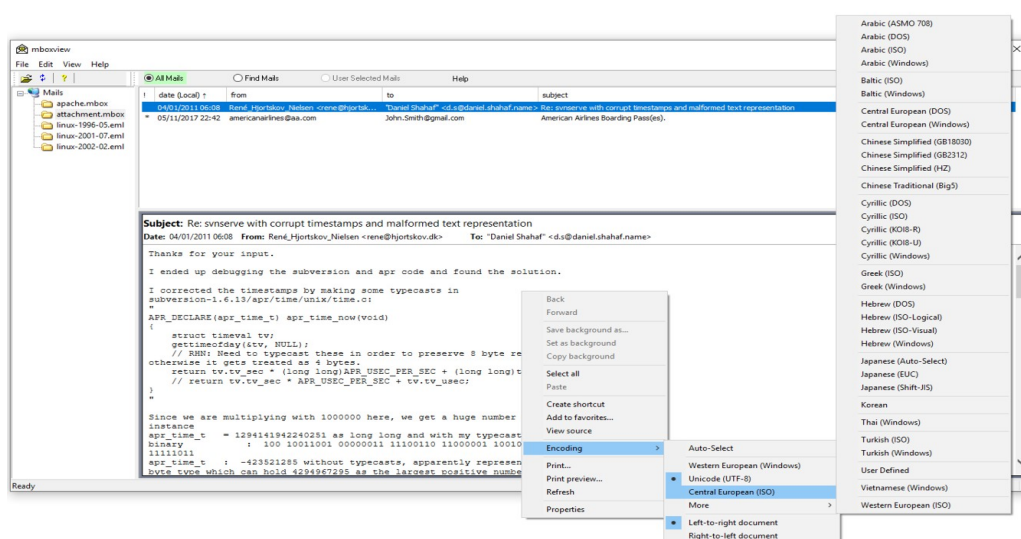 mboxview
File Edit View Help
All Mails Find Mails User Selected Mails Help
Mails
apache.mbox
attachment.mbox
linux-1996-05.eml
linux-2001-07.eml
linux-2002-02.eml
! date (Local) ↑ from to subject
04/01/2011 06:08 René_Hjortskov_Nielsen <rene@hjortsk... "Daniel Shahaf" <d.s@daniel.shahaf.name> Re: svnserve with corrupt timestamps and malformed text representation
* 05/11/2017 22:42 americanairlines@aa.com John.Smith@gmail.com American Airlines Boarding Pass(es).
Subject: Re: svnserve with corrupt timestamps and malformed text representation
Date: 04/01/2011 06:08 From: René_Hjortskov_Nielsen <rene@hjortskov.dk> To: "Daniel Shahaf" <d.s@daniel.shahaf.name>
Thanks for your input.
I ended up debugging the subversion and apr code and found the solution.
I corrected the timestamps by making some typecasts in
subversion-1.6.13/apr/time/unix/time.c:
"
APR_DECLARE(apr_time_t) apr_time_now(void)
{
struct timeval tv;
gettimeofday(&tv, NULL);
// RHN: Need to typecast these in order to preserve 8 byte re
otherwise it gets treated as 4 bytes.
return tv.tv_sec * (long long)APR_USEC_PER_SEC + (long long)t
// return tv.tv_sec * APR_USEC_PER_SEC + tv.tv_usec;
}
"
Since we are multiplying with 1000000 here, we get a huge number
instance
apr_time_t = 1294141942240251 as long long and with my typecast
binary : 100 10011001 00000011 11100110 11000001 10010
11111011
apr_time_t : -423521285 without typecasts, apparently represen
byte type which can hold 4294967295 as the largest positive numbe
Ready
Back
Forward
Save background as...
Set as background
Copy background
Select all
Paste
Create shortcut
Add to favorites...
View source
Encoding >
Print...
Print preview...
Refresh
Properties
Auto-Select
Western European (Windows)
Unicode (UTF-8)
Central European (ISO)
More >
Left-to-right document
Right-to-left document
Arabic (ASMO 708)
Arabic (DOS)
Arabic (ISO)
Arabic (Windows)
Baltic (ISO)
Baltic (Windows)
Central European (DOS)
Central European (Windows)
Chinese Simplified (GB18030)
Chinese Simplified (GB2312)
Chinese Simplified (HZ)
Chinese Traditional (Big5)
Cyrillic (DOS)
Cyrillic (ISO)
Cyrillic (KOI8-R)
Cyrillic (KOI8-U)
Cyrillic (Windows)
Greek (ISO)
Greek (Windows)
Hebrew (DOS)
Hebrew (ISO-Logical)
Hebrew (ISO-Visual)
Hebrew (Windows)
Japanese (Auto-Select)
Japanese (EUC)
Japanese (Shift-JIS)
Korean
Thai (Windows)
Turkish (ISO)
Turkish (Windows)
User Defined
Vietnamese (Windows)
Western European (ISO)